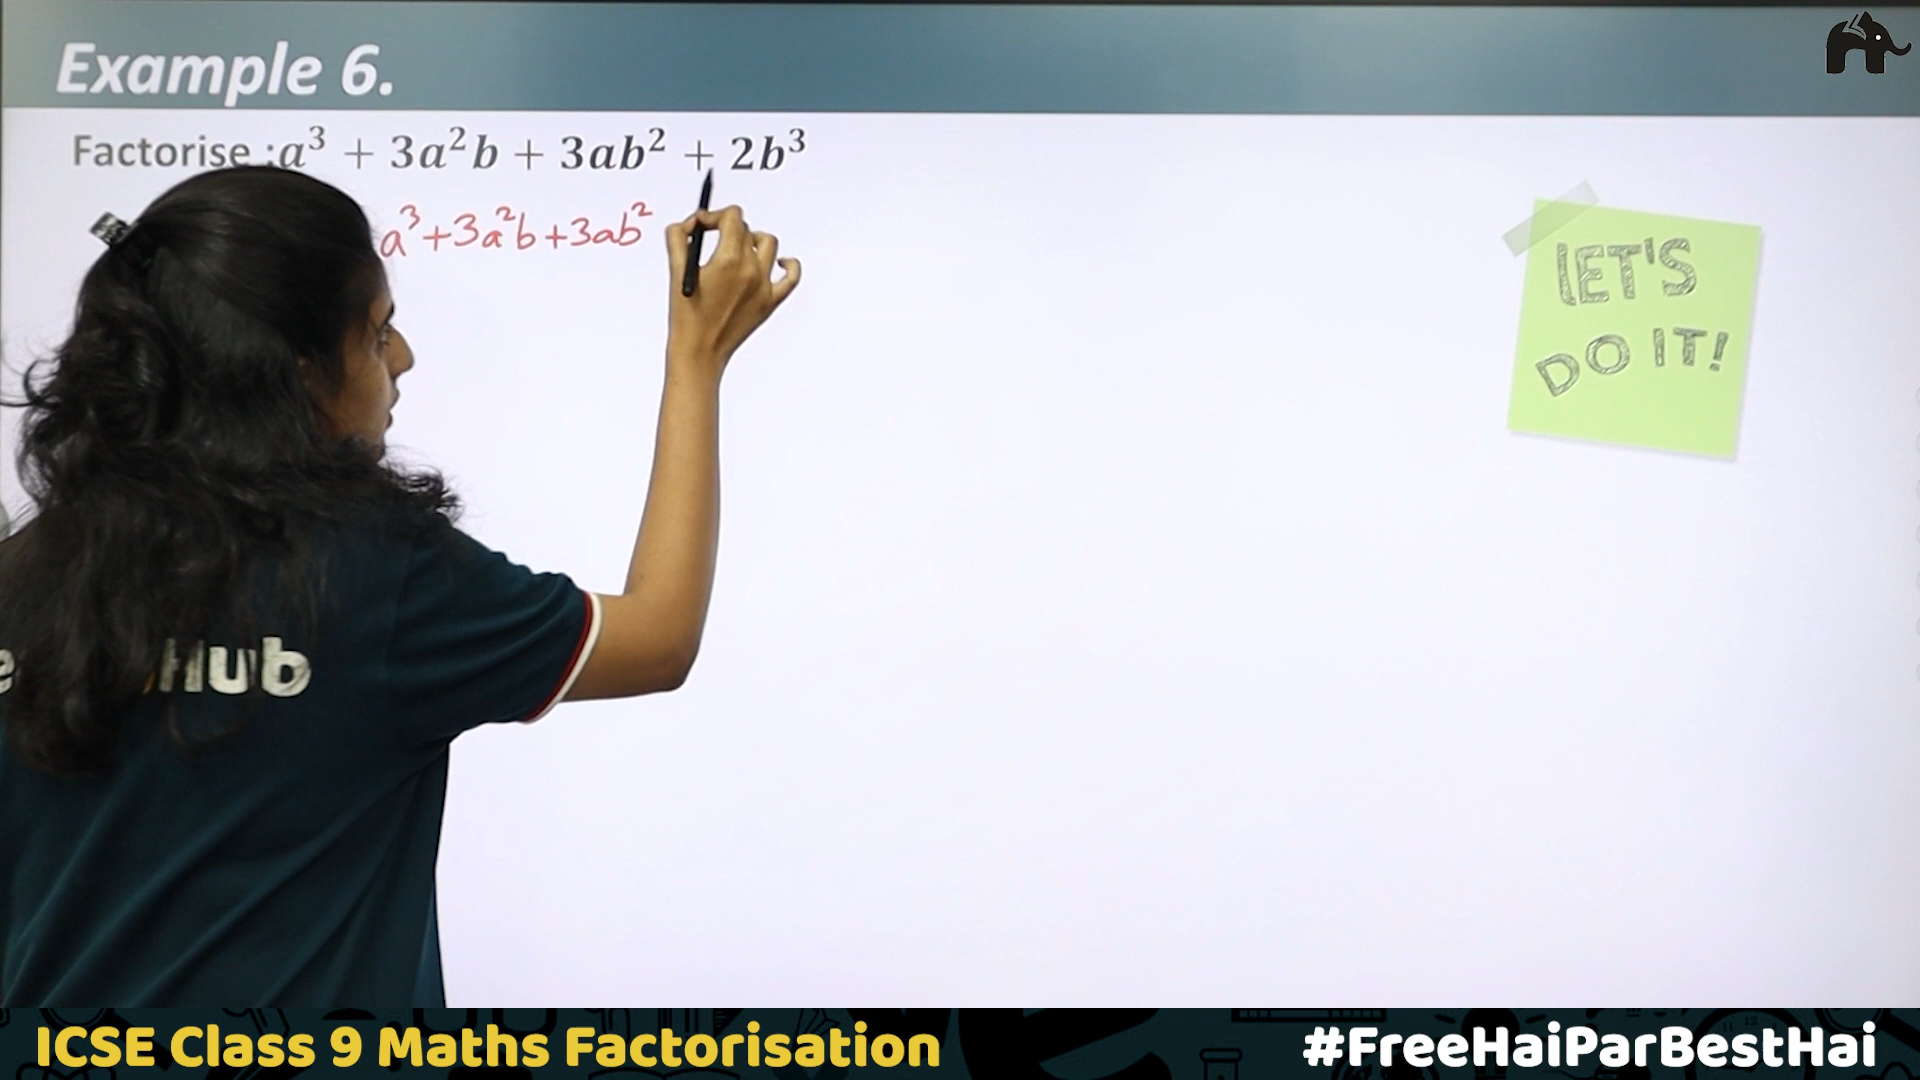 Example 6.
Factorise : a³ + 3a²b + 3ab² + 2b³
a³+3a²b+3ab²
LET'S
DO IT!
Hub
ICSE Class 9 Maths Factorisation
#FreeHaiParBestHai